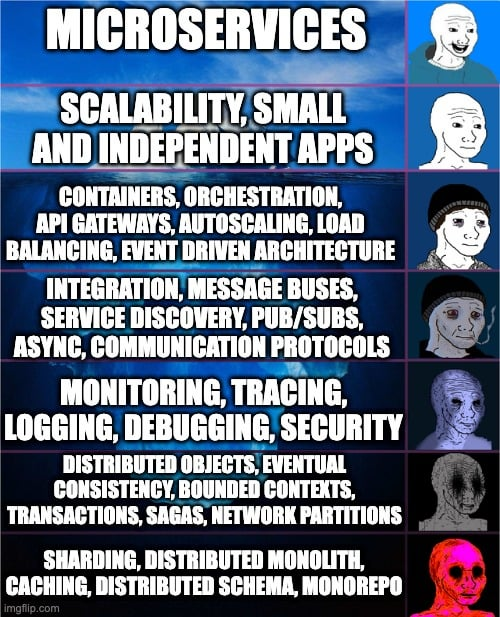 MICROSERVICES
SCALABILITY, SMALL
AND INDEPENDENT APPS
CONTAINERS, ORCHESTRATION,
API GATEWAYS, AUTOSCALING, LOAD
BALANCING, EVENT DRIVEN ARCHITECTURE
INTEGRATION, MESSAGE BUSES,
SERVICE DISCOVERY, PUB/SUBS,
ASYNC, COMMUNICATION PROTOCOLS
MONITORING, TRACING,
LOGGING, DEBUGGING, SECURITY
DISTRIBUTED OBJECTS, EVENTUAL
CONSISTENCY, BOUNDED CONTEXTS,
TRANSACTIONS, SAGAS, NETWORK PARTITIONS
SHARDING, DISTRIBUTED MONOLITH,
CACHING, DISTRIBUTED SCHEMA, MONOREPO
imgflip.com